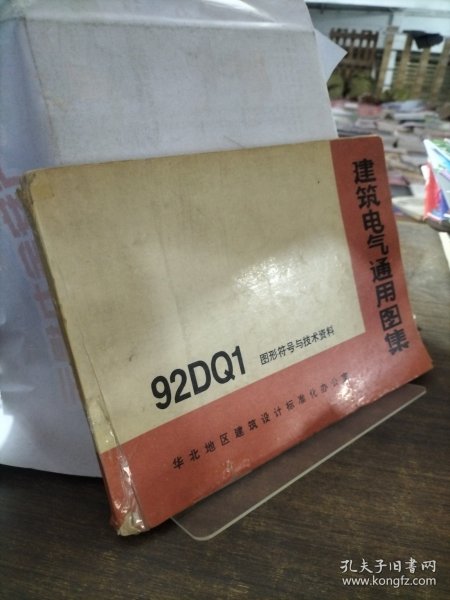 建筑电气通用图集
92DQ1 图形符号与技术资料
华北地区建筑设计标准化办公室
孔夫子旧书网
www.kongfz.com